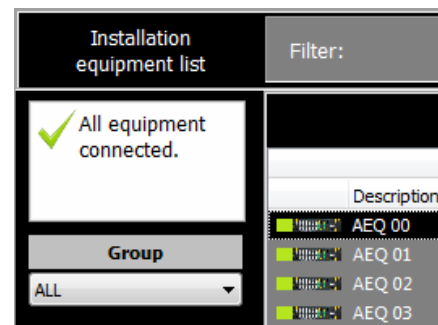 Installation
equipment list
Filter:
All equipment
connected.
Group
ALL
Description
AEQ 00
AEQ 01
AEQ 02
AEQ 03